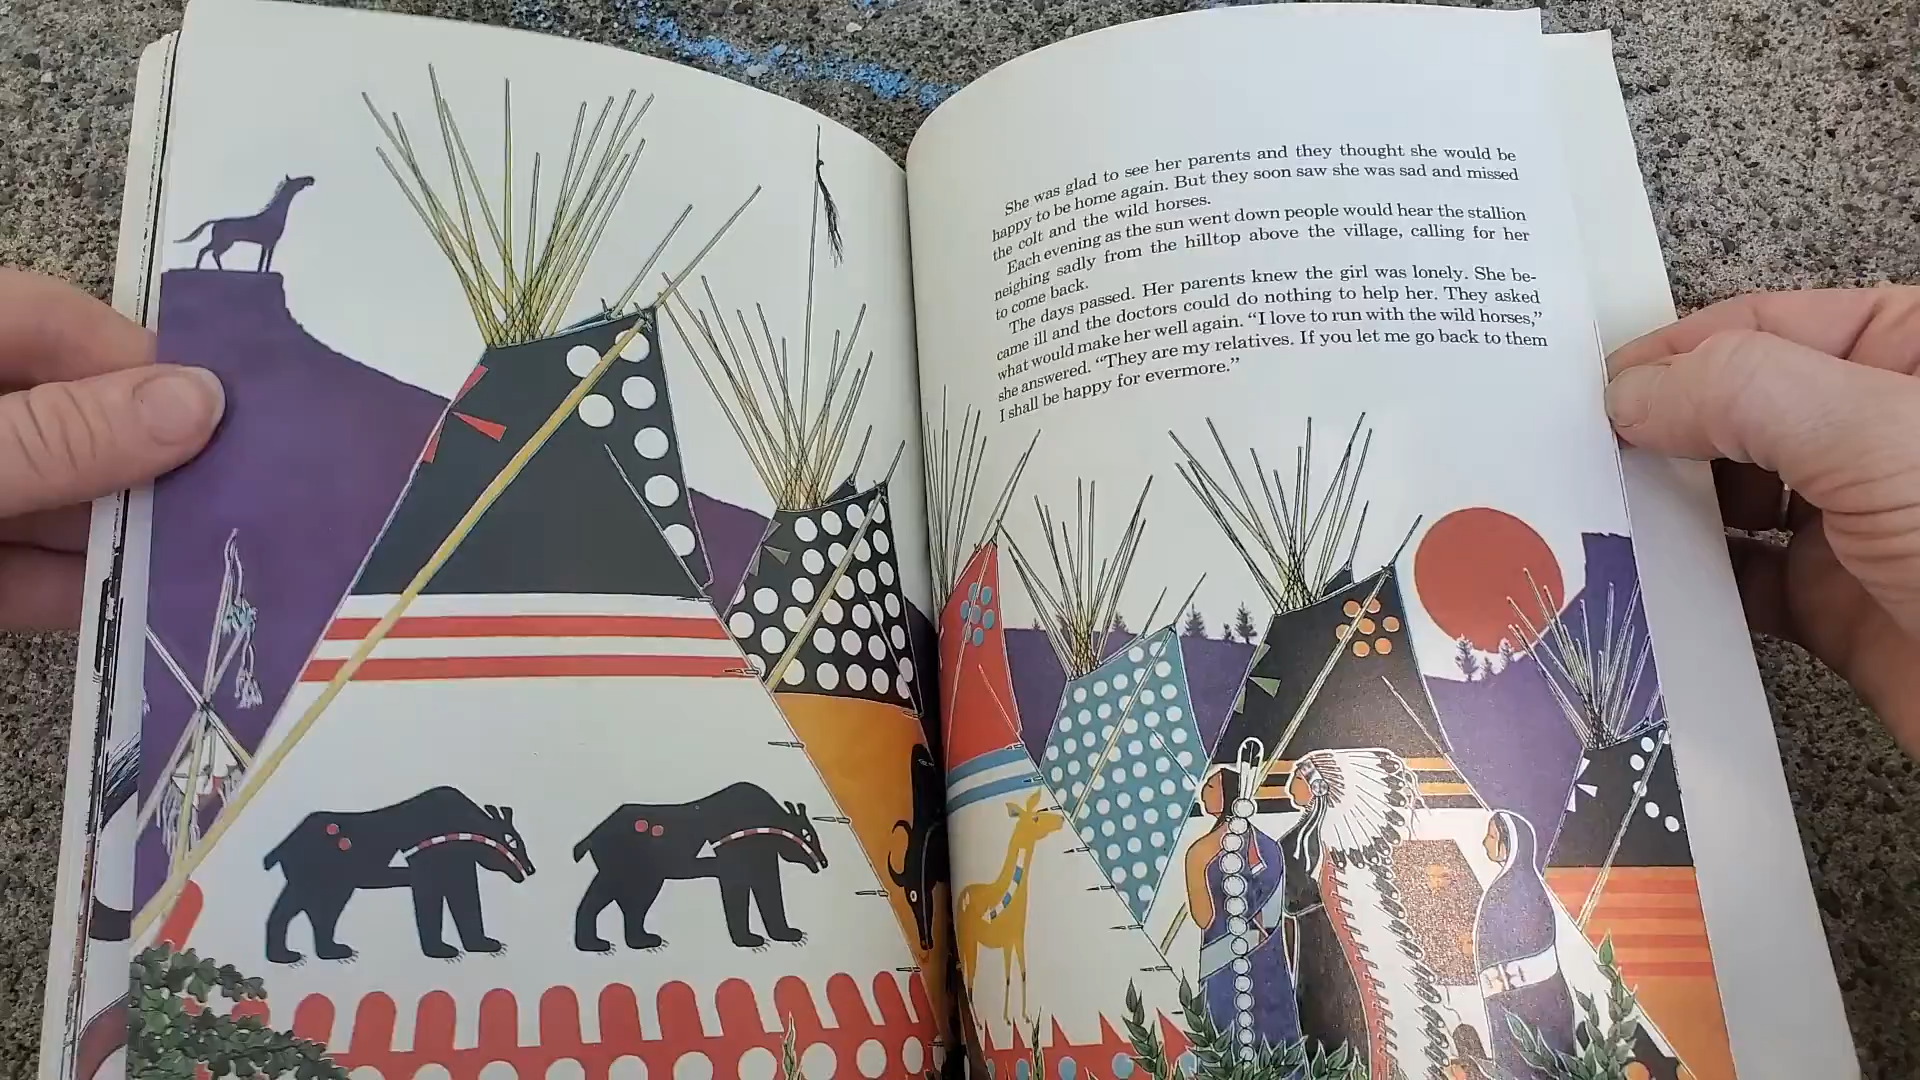 She was glad to see her parents and they thought she would be
happy to be home again. But they soon saw she was sad and missed
the colt and the wild horses.
Each evening as the sun went down people would hear the stallion
neighing sadly from the hilltop above the village, calling for her
to come back.
The days passed. Her parents knew the girl was lonely. She be-
came ill and the doctors could do nothing to help her. They asked
what would make her well again. “I love to run with the wild horses,”
she answered. “They are my relatives. If you let me go back to them
I shall be happy for evermore.”